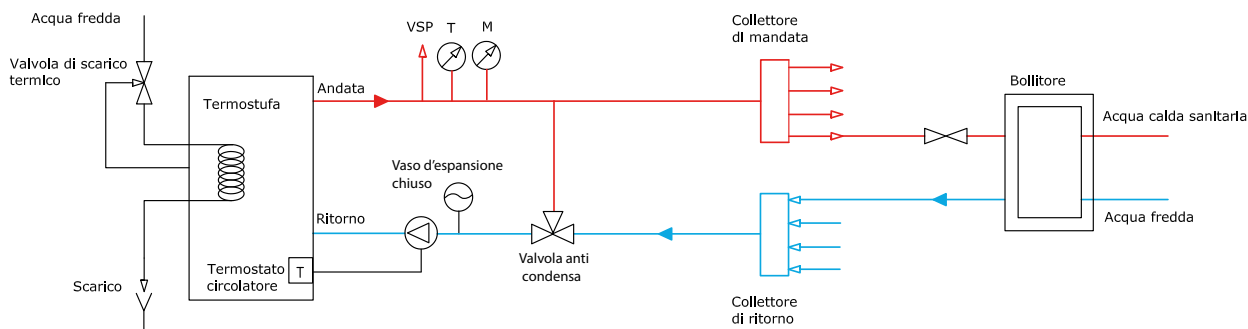 Acqua fredda
Valvola di scarico
termico
Termostufa
Andata
VSP
T
M
Collettore
di mandata
Bollitore
Acqua calda sanitaria
Acqua fredda
Vaso d'espansione
chiuso
Ritorno
Termostato
circolatore
T
Valvola anti
condensa
Collettore
di ritorno
Scarico